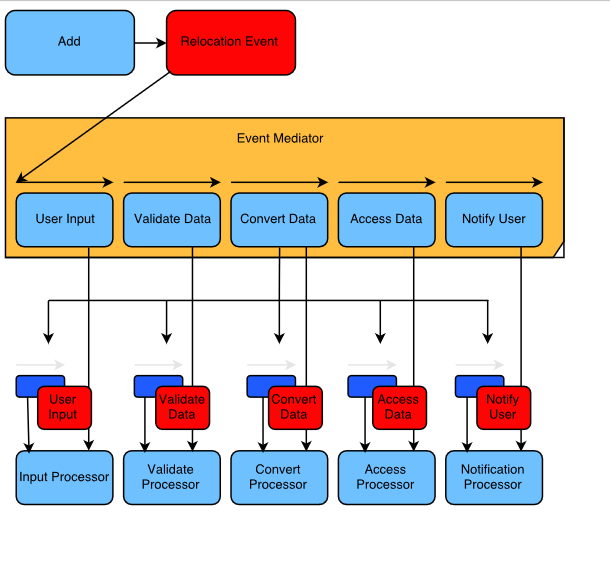 Add
Relocation Event
Event Mediator
User Input
Validate Data
Convert Data
Access Data
Notify User
User
Input
Validate
Data
Convert
Data
Access
Data
Notify
User
Input Processor
Validate
Processor
Convert
Processor
Access
Processor
Notification
Processor